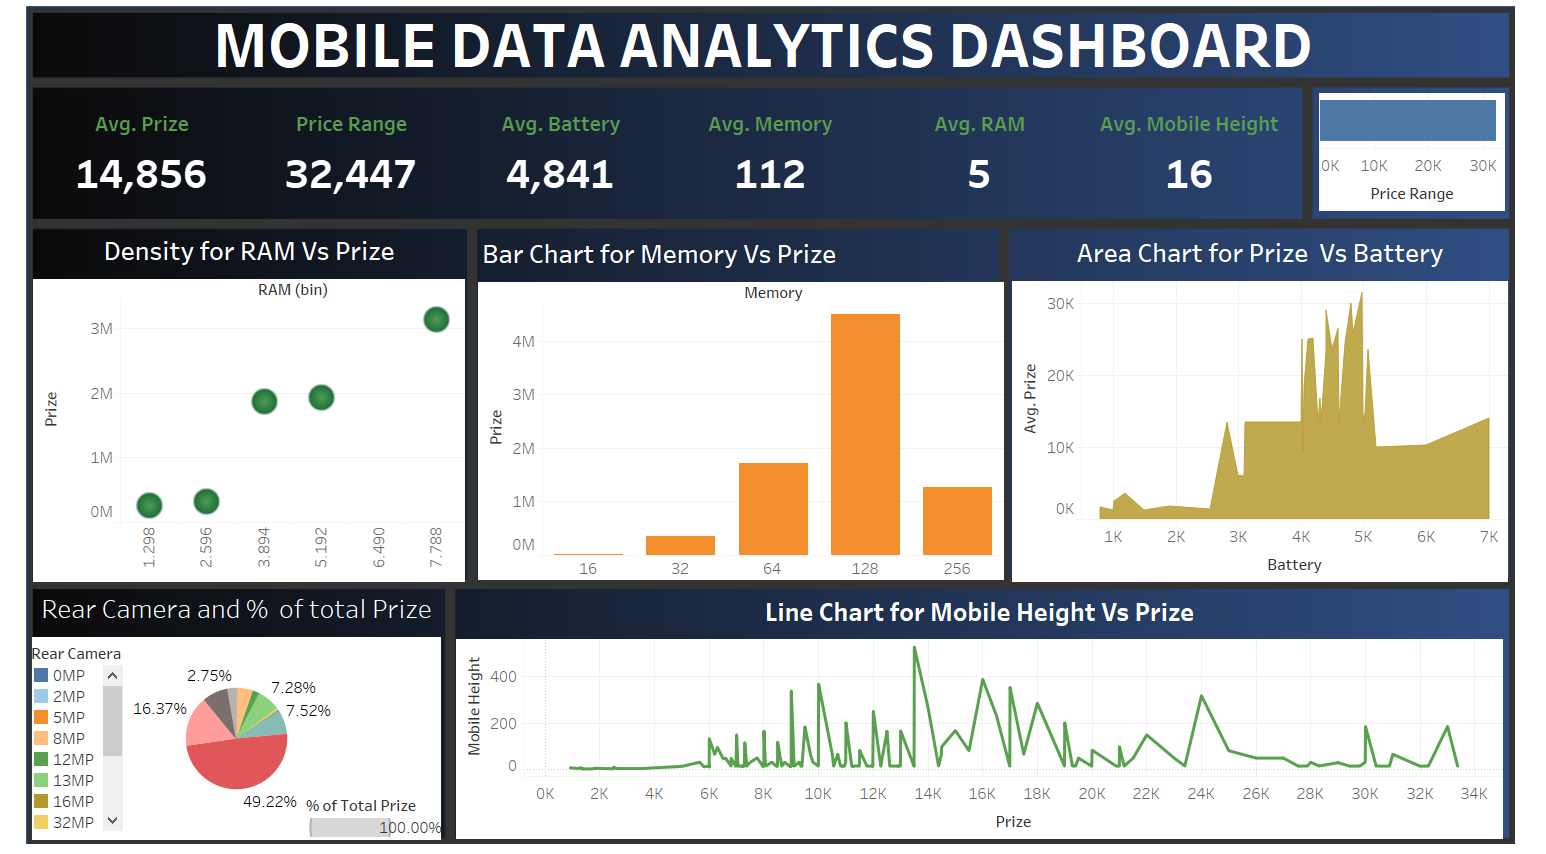 MOBILE DATA ANALYTICS DASHBOARD
Avg. Prize
14,856
Price Range
32,447
Avg. Battery
4,841
Avg. Memory
112
Avg. RAM
5
Avg. Mobile Height
16
0K 10K 20K 30K
Price Range
Density for RAM Vs Prize
RAM (bin)
Prize
3M
2M
1M
0M
1.298 2.596 3.894 5.192 6.490 7.788
Bar Chart for Memory Vs Prize
Memory
Prize
4M
3M
2M
1M
0M
16 32 64 128 256
Area Chart for Prize  Vs Battery
Avg. Prize
30K
20K
10K
0K
1K 2K 3K 4K 5K 6K 7K
Battery
Rear Camera and %  of total Prize
Rear Camera
0MP
2MP
5MP
8MP
12MP
13MP
16MP
32MP
2.75%
7.28%
16.37%
7.52%
49.22%
% of Total Prize
100.00%
Line Chart for Mobile Height Vs Prize
Mobile Height
400
200
0
0K 2K 4K 6K 8K 10K 12K 14K 16K 18K 20K 22K 24K 26K 28K 30K 32K 34K
Prize